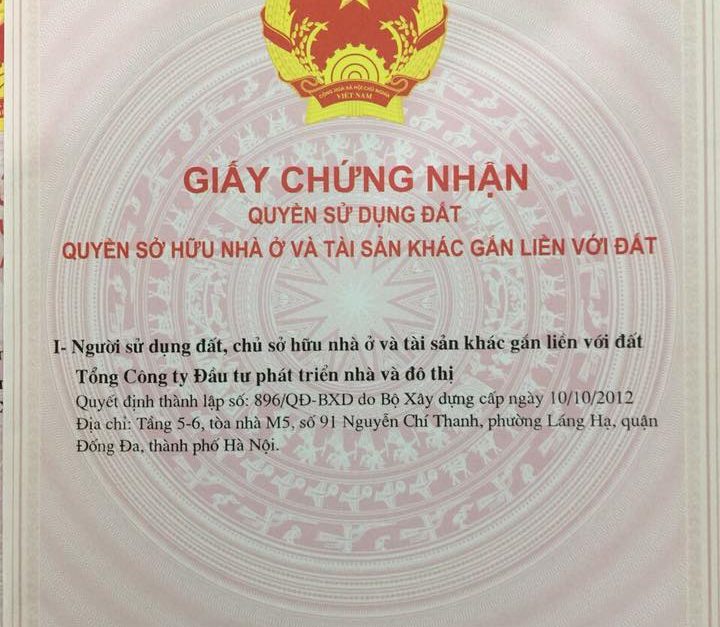 CỘNG HÒA XÃ HỘI CHỦ NGHĨA
VIỆT NAM
GIẤY CHỨNG NHẬN
QUYỀN SỬ DỤNG ĐẤT
QUYỀN SỞ HỮU NHÀ Ở VÀ TÀI SẢN KHÁC GẮN LIỀN VỚI ĐẤT
I- Người sử dụng đất, chủ sở hữu nhà ở và tài sản khác gắn liền với đất
Tổng Công ty Đầu tư phát triển nhà và đô thị
Quyết định thành lập số: 896/QĐ-BXD do Bộ Xây dựng cấp ngày 10/10/2012
Địa chỉ: Tầng 5-6, tòa nhà M5, số 91 Nguyễn Chí Thanh, phường Láng Hạ, quận
Đống Đa, thành phố Hà Nội.